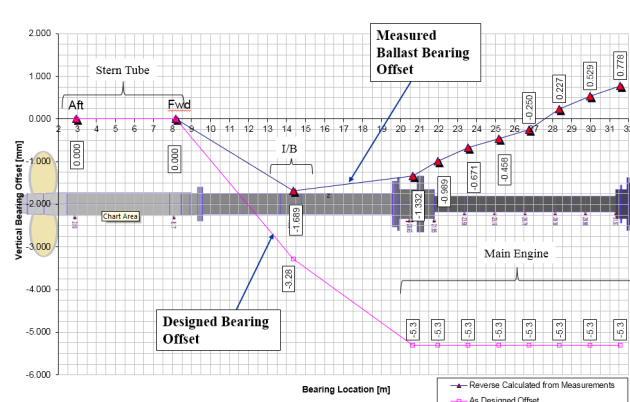 2.000
1.000
-1.000
-2.000
-3.000
-4.000
-5.000
-6.000
Vertical Bearing Offset [mm]
Measured
Ballast Bearing
Offset
Stern Tube
Aft
Fwd
I/B
2 3 4 5 6 7 8 9 10 11 12 13 14 15 16 17 18 19 20 21 22 23 24 25 26 27 28 29 30 31 32
0.000
0.000
-1.689
-1.332
-0.989
-0.671
-0.458
-0.250
0.227
0.529
0.778
Chart Area
-3.28
Main Engine
Designed Bearing
Offset
-5.3
-5.3
-5.3
-5.3
-5.3
-5.3
-5.3
-5.3
Bearing Location [m]
Reverse Calculated from Measurements
As Designed Offset